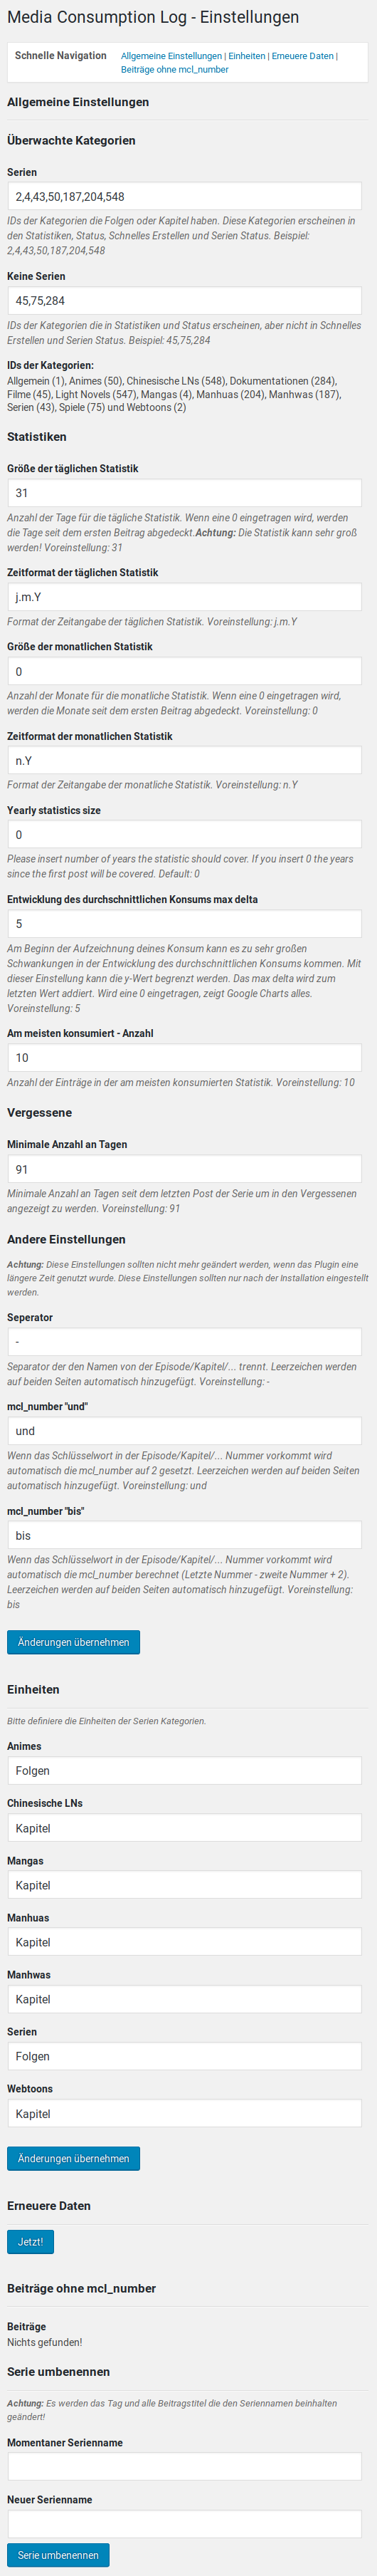 Media Consumption Log - Einstellungen
Schnelle Navigation
Allgemeine Einstellungen | Einheiten | Erneuere Daten |
Beiträge ohne mcl_number
Allgemeine Einstellungen
Überwachte Kategorien
Serien
2,4,43,50,187,204,548
IDs der Kategorien die Folgen oder Kapitel haben. Diese Kategorien erscheinen in
den Statistiken, Status, Schnelles Erstellen und Serien Status. Beispiel:
2,4,43,50,187,204,548
Keine Serien
45,75,284
IDs der Kategorien die in Statistiken und Status erscheinen, aber nicht in Schnelles
Erstellen und Serien Status. Beispiel: 45,75,284
IDs der Kategorien:
Allgemein (1), Animes (50), Chinesische LNs (548), Dokumentationen (284),
Filme (45), Light Novels (547), Mangas (4), Manhuas (204), Manhwas (187),
Serien (43), Spiele (75) und Webtoons (2)
Statistiken
Größe der täglichen Statistik
31
Anzahl der Tage für die tägliche Statistik. Wenn eine 0 eingetragen wird, werden
die Tage seit dem ersten Beitrag abgedeckt.Achtung: Die Statistik kann sehr groß
werden! Voreinstellung: 31
Zeitformat der täglichen Statistik
j.m.Y
Format der Zeitangabe der täglichen Statistik. Voreinstellung: j.m.Y
Größe der monatlichen Statistik
0
Anzahl der Monate für die monatliche Statistik. Wenn eine 0 eingetragen wird,
werden die Monate seit dem ersten Beitrag abgedeckt. Voreinstellung: 0
Zeitformat der monatlichen Statistik
n.Y
Format der Zeitangabe der monatliche Statistik. Voreinstellung: n.Y
Yearly statistics size
0
Please insert number of years the statistic should cover. If you insert 0 the years
since the first post will be covered. Default: 0
Entwicklung des durchschnittlichen Konsums max delta
5
Am Beginn der Aufzeichnung deines Konsum kann es zu sehr großen
Schwankungen in der Entwicklung des durchschnittlichen Konsums kommen. Mit
dieser Einstellung kann die y-Wert begrenzt werden. Das max delta wird zum
letzten Wert addiert. Wird eine 0 eingetragen, zeigt Google Charts alles.
Voreinstellung: 5
Am meisten konsumiert - Anzahl
10
Anzahl der Einträge in der am meisten konsumierten Statistik. Voreinstellung: 10
Vergessene
Minimale Anzahl an Tagen
91
Minimale Anzahl an Tagen seit dem letzten Post der Serie um in den Vergessenen
angezeigt zu werden. Voreinstellung: 91
Andere Einstellungen
Achtung: Diese Einstellungen sollten nicht mehr geändert werden, wenn das Plugin eine
längere Zeit genutzt wurde. Diese Einstellungen sollten nur nach der Installation eingestellt
werden.
Seperator
-
Separator der den Namen von der Episode/Kapitel/... trennt. Leerzeichen werden
auf beiden Seiten automatisch hinzugefügt. Voreinstellung: -
mcl_number "und"
und
Wenn das Schlüsselwort in der Episode/Kapitel/... Nummer vorkommt wird
automatisch die mcl_number auf 2 gesetzt. Leerzeichen werden auf beiden Seiten
automatisch hinzugefügt. Voreinstellung: und
mcl_number "bis"
bis
Wenn das Schlüsselwort in der Episode/Kapitel/... Nummer vorkommt wird
automatisch die mcl_number berechnet (Letzte Nummer - zweite Nummer + 2).
Leerzeichen werden auf beiden Seiten automatisch hinzugefügt. Voreinstellung:
bis
Änderungen übernehmen
Einheiten
Bitte definiere die Einheiten der Serien Kategorien.
Animes
Folgen
Chinesische LNs
Kapitel
Mangas
Kapitel
Manhuas
Kapitel
Manhwas
Kapitel
Serien
Folgen
Webtoons
Kapitel
Änderungen übernehmen
Erneuere Daten
Jetzt!
Beiträge ohne mcl_number
Beiträge
Nichts gefunden!
Serie umbenennen
Achtung: Es werden das Tag und alle Beitragstitel die den Seriennamen beinhalten
geändert!
Momentaner Serienname
Neuer Serienname
Serie umbenennen